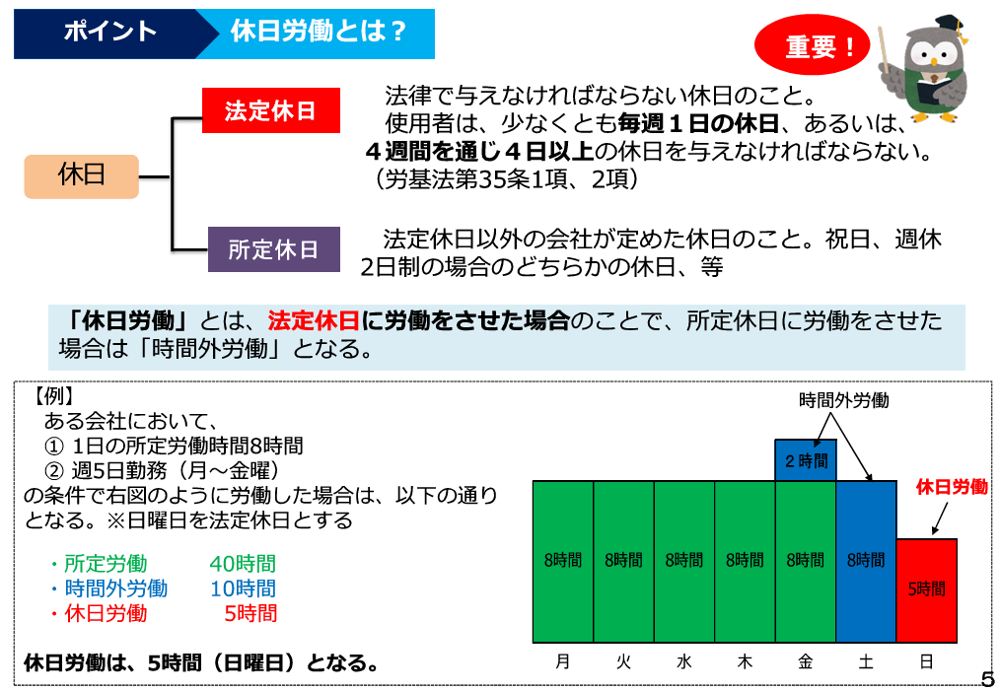 ポイント
休日労働とは？
重要！
休日
法定休日
法律で与えなければならない休日のこと。
使用者は、少なくとも毎週１日の休日、あるいは、
４週間を通じ４日以上の休日を与えなければならない。
（労基法第35条1項、2項）
所定休日
法定休日以外の会社が定めた休日のこと。祝日、週休
2日制の場合のどちらかの休日、等
「休日労働」とは、法定休日に労働をさせた場合のことで、所定休日に労働をさせた
場合は「時間外労働」となる。
【例】
ある会社において、
① 1日の所定労働時間8時間
② 週5日勤務（月～金曜）
の条件で右図のように労働した場合は、以下の通り
となる。※日曜日を法定休日とする
・所定労働 40時間
・時間外労働 10時間
・休日労働 5時間
休日労働は、5時間（日曜日）となる。
時間外労働
２時間
休日労働
8時間 8時間 8時間 8時間 8時間 8時間
5時間
月 火 水 木 金 土 日
5